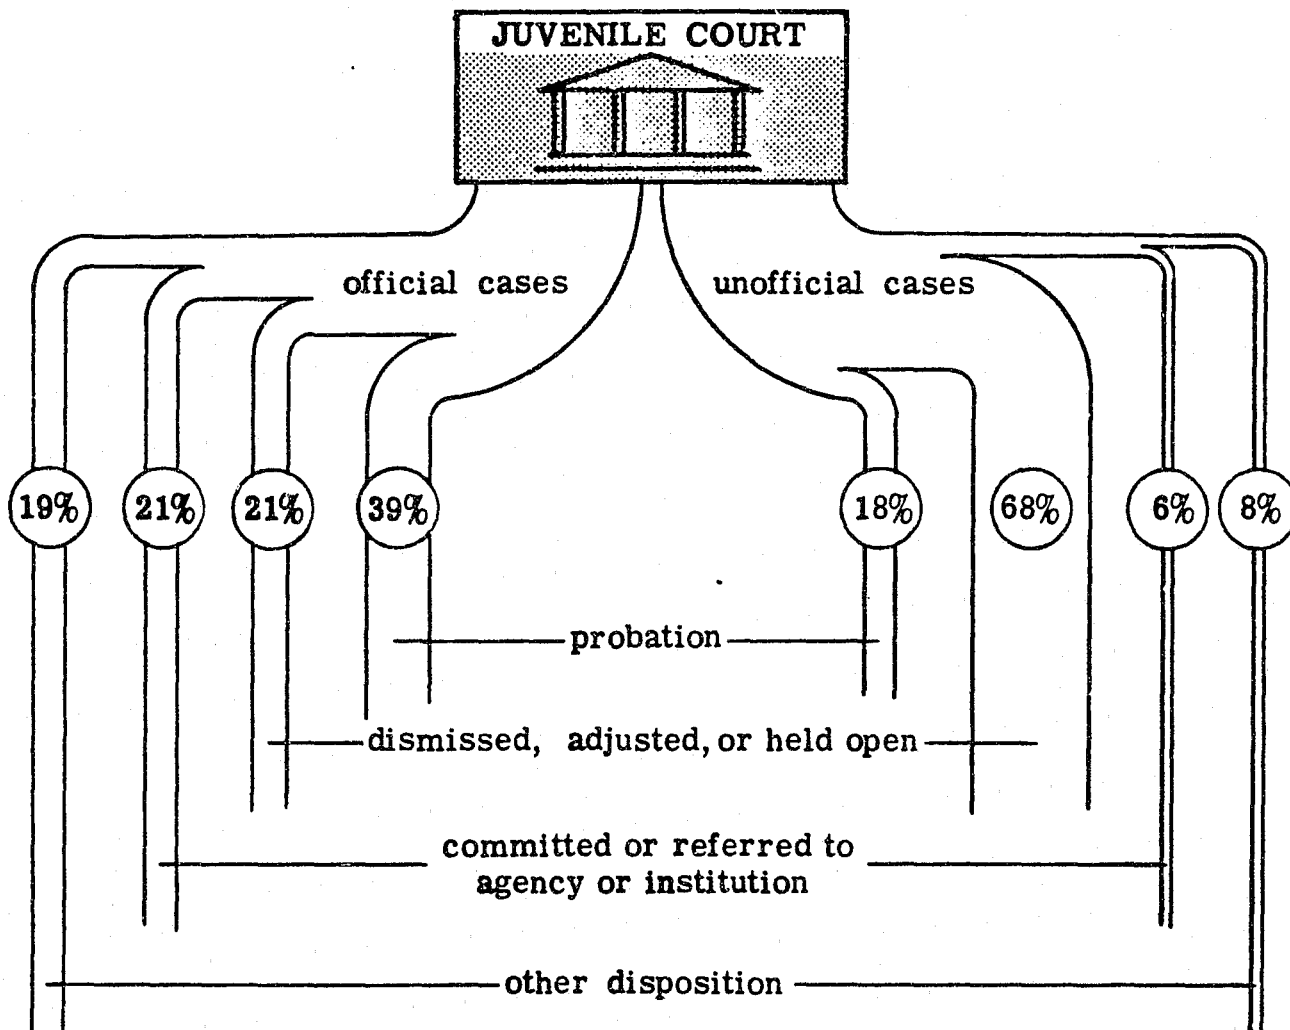 JUVENILE COURT
official cases unofficial cases
19% 21% 21% 39% 18% 68% 6% 8%
probation
dismissed, adjusted, or held open
committed or referred to
agency or institution
other disposition